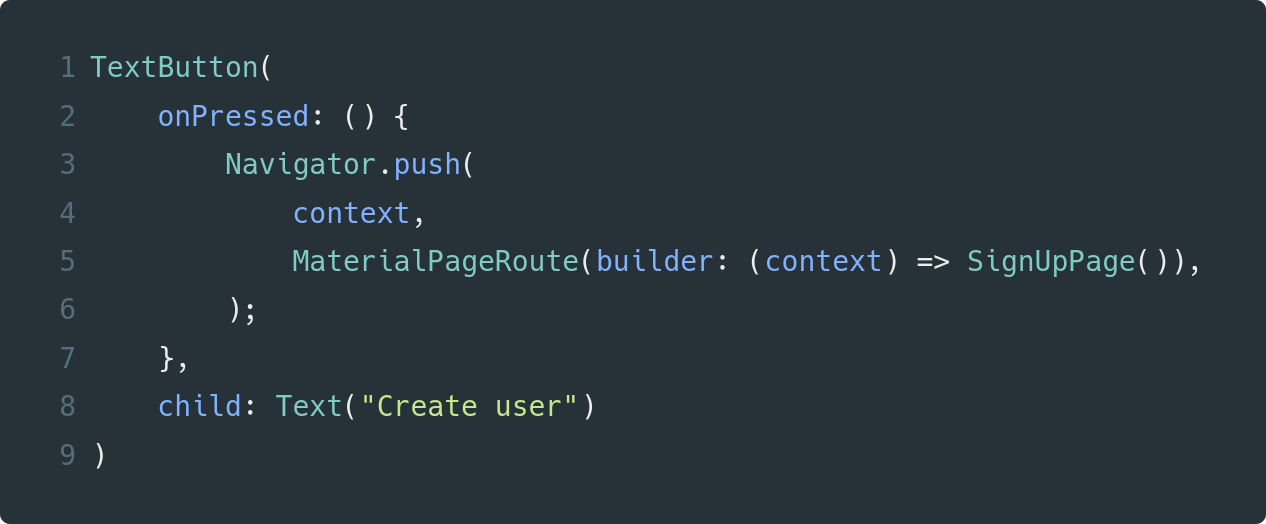 1 TextButton(
2     onPressed: () {
3         Navigator.push(
4             context,
5             MaterialPageRoute(builder: (context) => SignUpPage()),
6         );
7     },
8     child: Text("Create user")
9 )